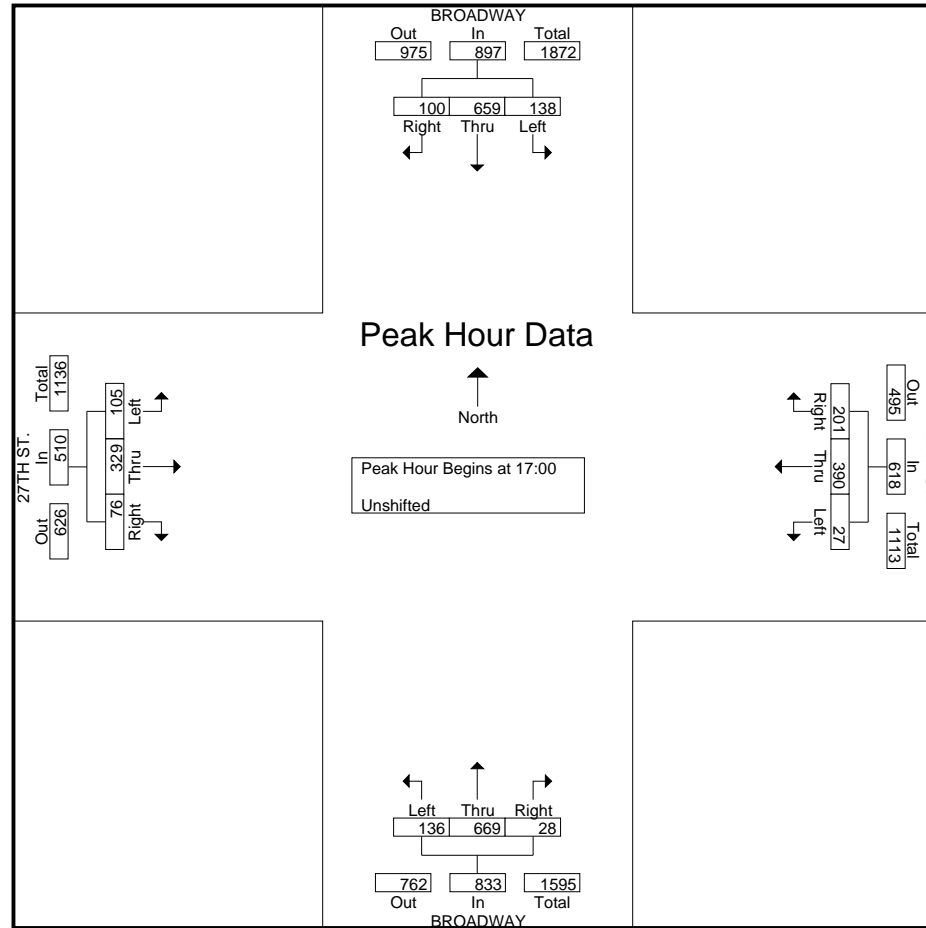 BROADWAY
Out In Total
975 897 1872
100 659 138
Right Thru Left
Peak Hour Data
North
Peak Hour Begins at 17:00
Unshifted
27TH ST.
Total In Out
1136 510 626
105 329 76
Left Thru Right
201 390 27
Right Thru Left
Out In Total
495 618 1113
Left Thru Right
136 669 28
762 833 1595
Out In Total
BROADWAY